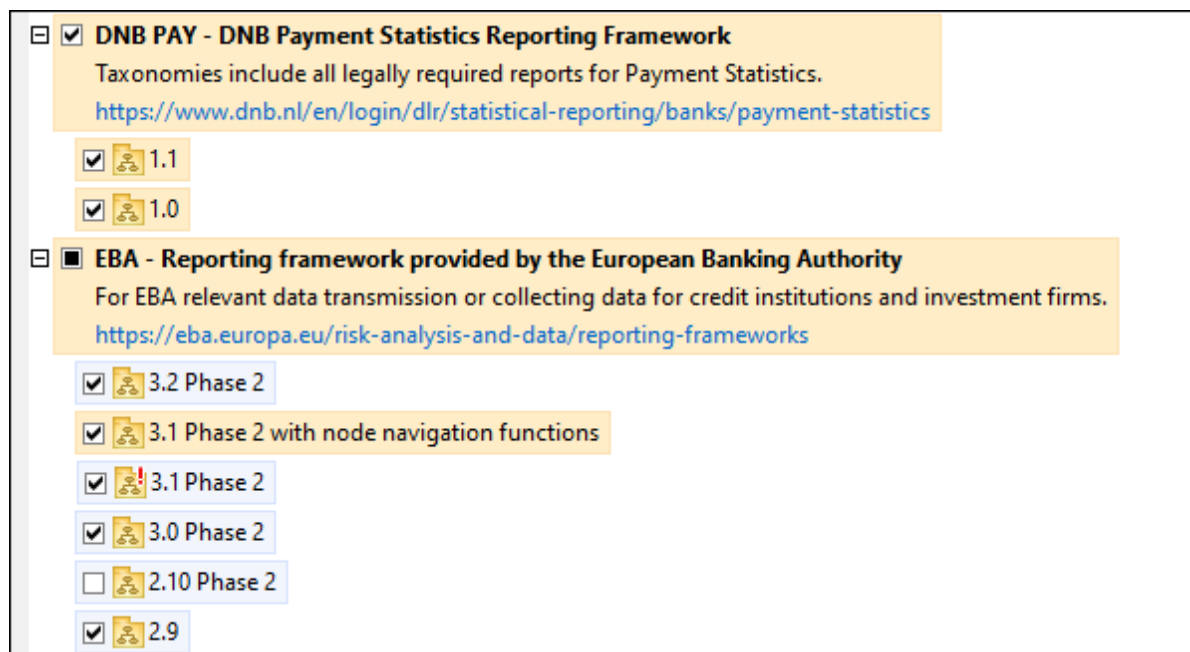 DNB PAY - DNB Payment Statistics Reporting Framework
Taxonomies include all legally required reports for Payment Statistics.
https://www.dnb.nl/en/login/dlr/statistical-reporting/banks/payment-statistics
1.1
1.0
EBA - Reporting framework provided by the European Banking Authority
For EBA relevant data transmission or collecting data for credit institutions and investment firms.
https://eba.europa.eu/risk-analysis-and-data/reporting-frameworks
3.2 Phase 2
3.1 Phase 2 with node navigation functions
3.1 Phase 2
3.0 Phase 2
2.10 Phase 2
2.9